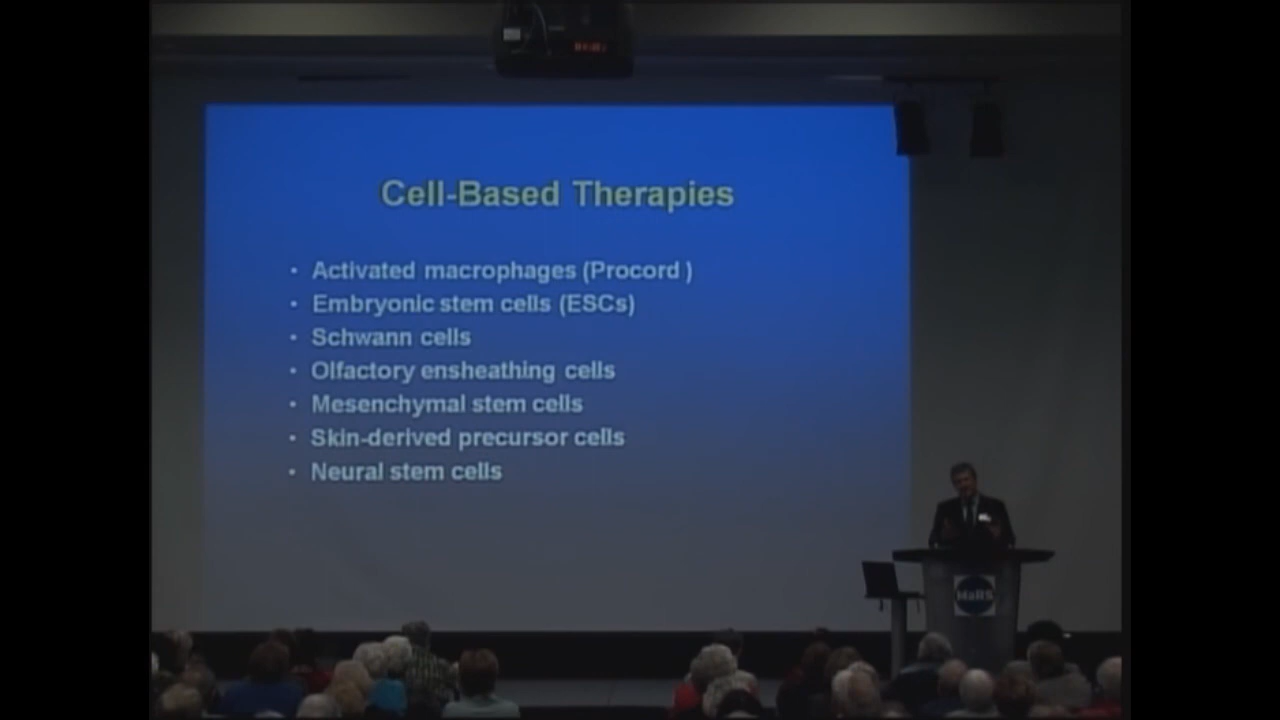 Cell-Based Therapies
• Activated macrophages (Procord )
• Embryonic stem cells (ESCs)
• Schwann cells
• Olfactory ensheathing cells
• Mesenchymal stem cells
• Skin-derived precursor cells
• Neural stem cells
MaRS